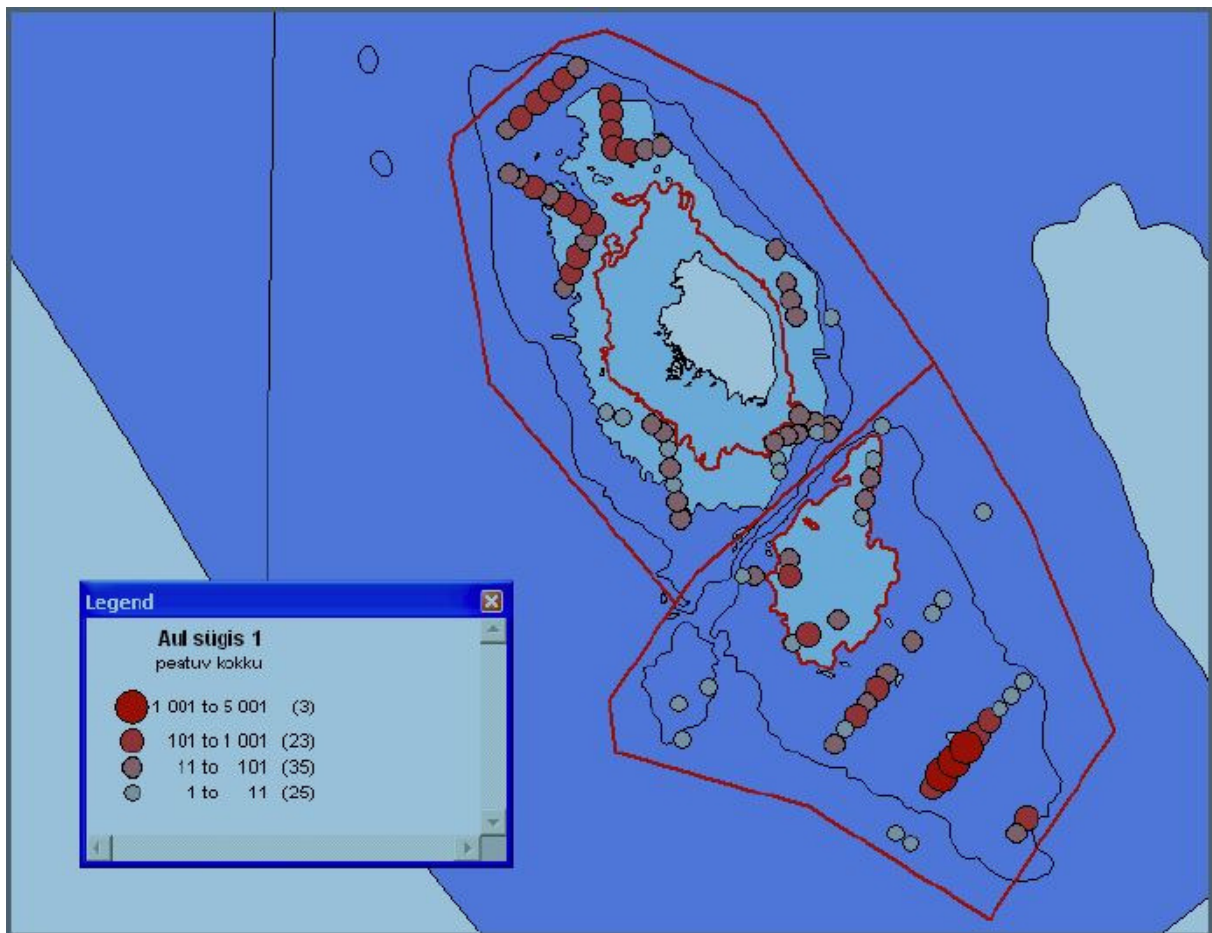 Legend
Aul sügis 1
peatuv kokku
1 001 to 5 001 (3)
101 to 1 001 (23)
11 to 101 (35)
1 to 11 (25)